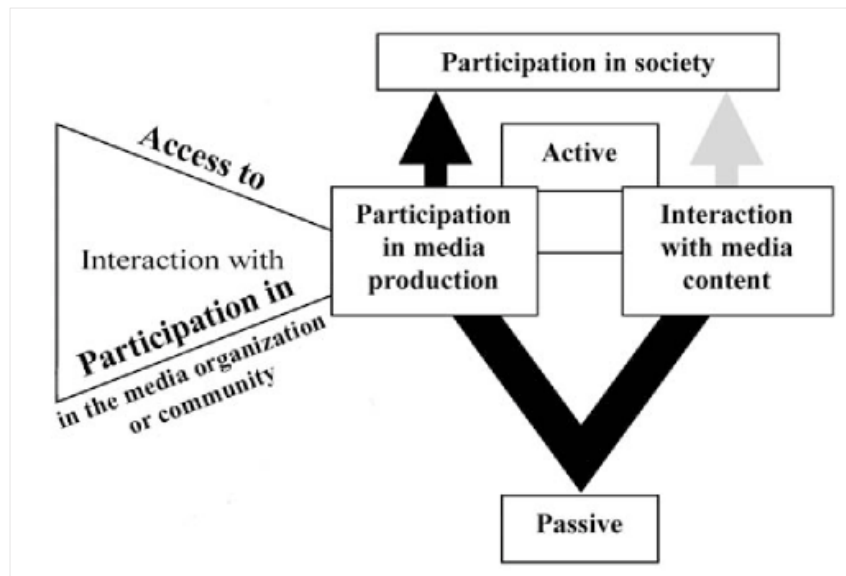 Participation in society
Active
Access to
Interaction with
Participation in
in the media organization
or community
Participation
in media
production
Interaction
with media
content
Passive